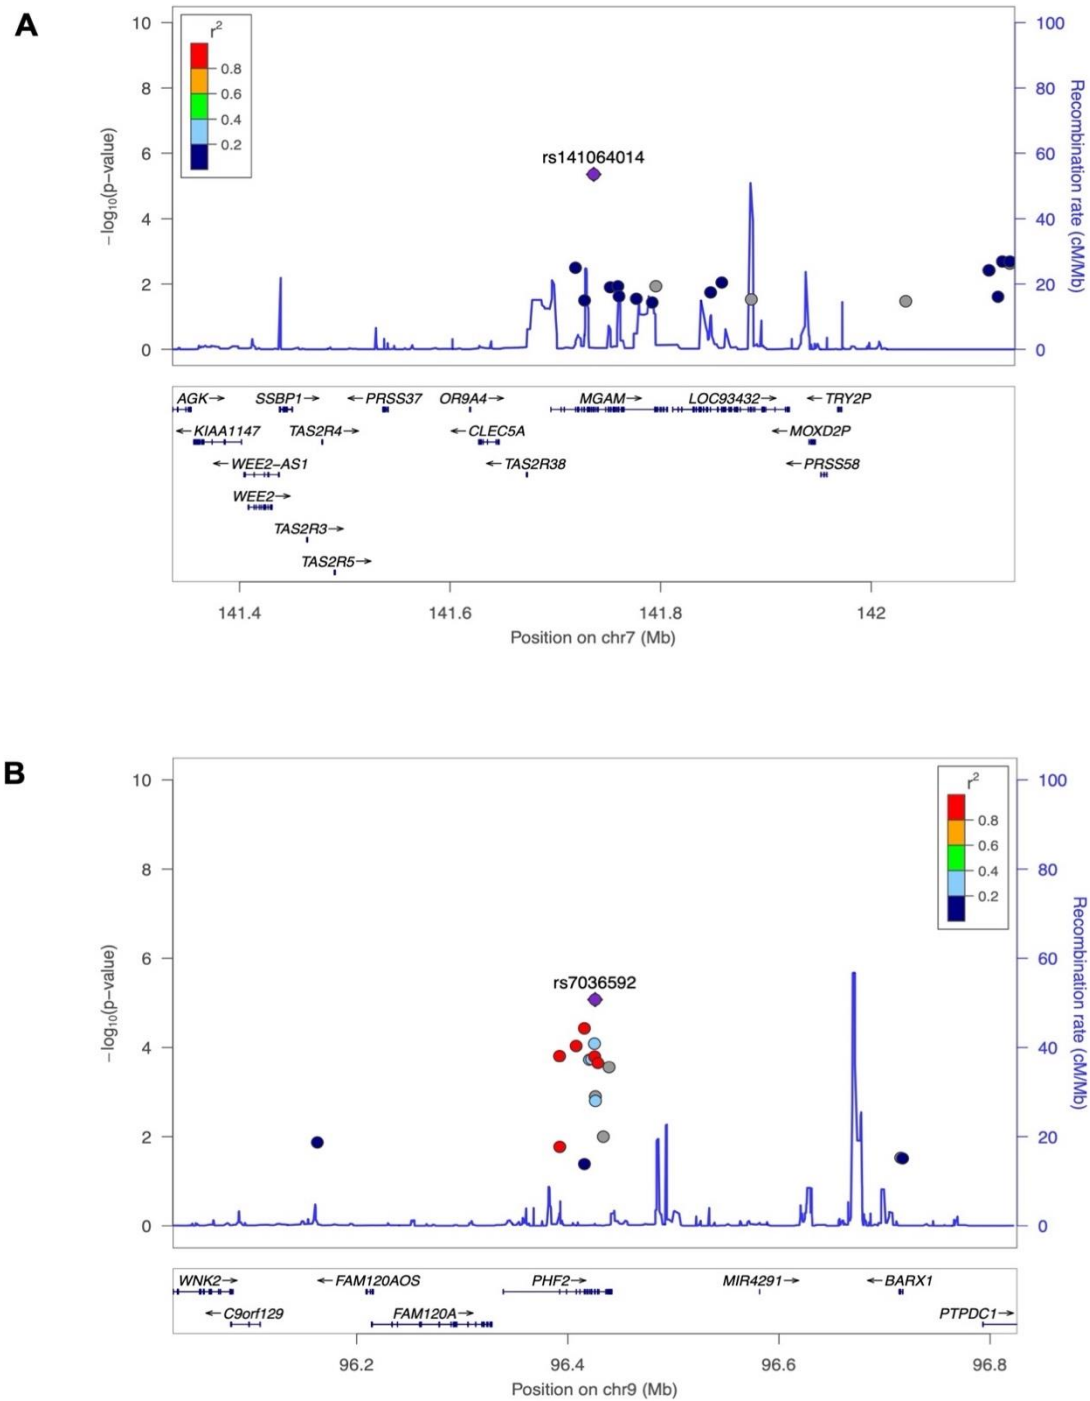 A
r2
0.8
0.6
0.4
0.2
10
8
6
4
2
0
−log10(p−value)
rs141064014
100
80
60
40
20
0
Recombination rate (cM/Mb)
AGK→ SSBP1→ ←PRSS37 OR9A4→ MGAM→ LOC93432→ ←TRY2P
←KIAA1147 TAS2R4→ ←CLEC5A ←MOXD2P
←WEE2−AS1 ←TAS2R38 ←PRSS58
WEE2→
TAS2R3→
TAS2R5→
141.4 141.6 141.8 142
Position on chr7 (Mb)
B
10
8
6
4
2
0
−log10(p−value)
rs7036592
r2
0.8
0.6
0.4
0.2
100
80
60
40
20
0
Recombination rate (cM/Mb)
WNK2→ ←FAM120AOS PHF2→ MIR4291→ ←BARX1
←C9orf129 FAM120A→ PTPDC1→
96.2 96.4 96.6 96.8
Position on chr9 (Mb)